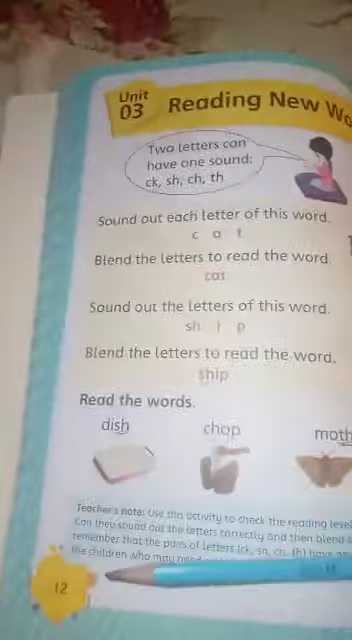 Unit
03
Reading New Wo
Two letters can
have one sound:
ck, sh, ch, th
Sound out each letter of this word.
c a t
Blend the letters to read the word
cat
Sound out the letters of this word.
sh i p
Blend the letters to read the word.
ship
Read the words.
dish chop moth
Teacher's note: Use this activity to check the reading level
Can they sound out the letters correctly and then blend
remember that the pairs of letters (ck, sh, ch, th) have
the children who may need
12